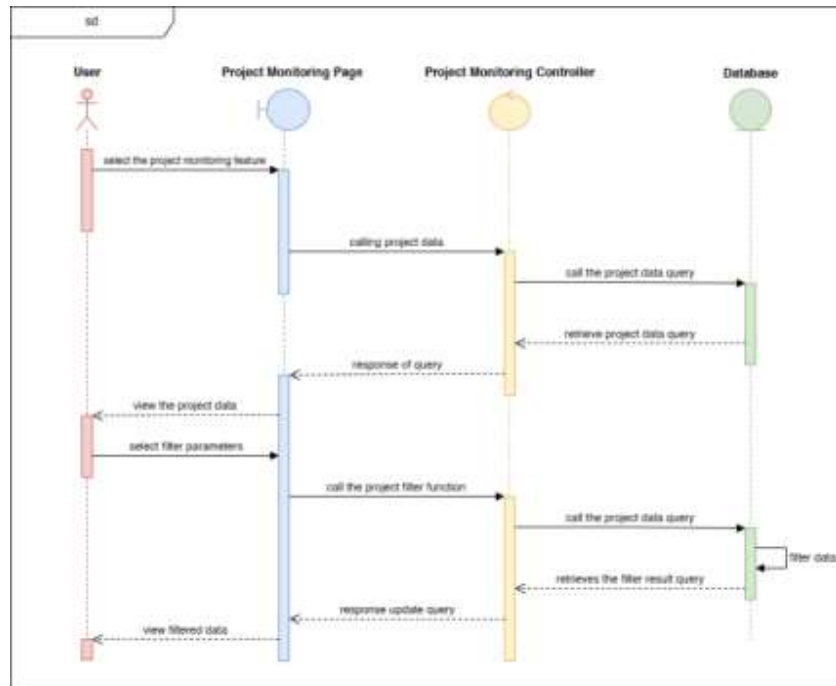 sd
User
Project Monitoring Page
Project Monitoring Controller
Database
select the project monitoring feature
calling project data
call the project data query
retrieve project data query
response of query
view the project data
select filter parameters
call the project filter function
call the project data query
filter data
retrieves the filter result query
response update query
view filtered data